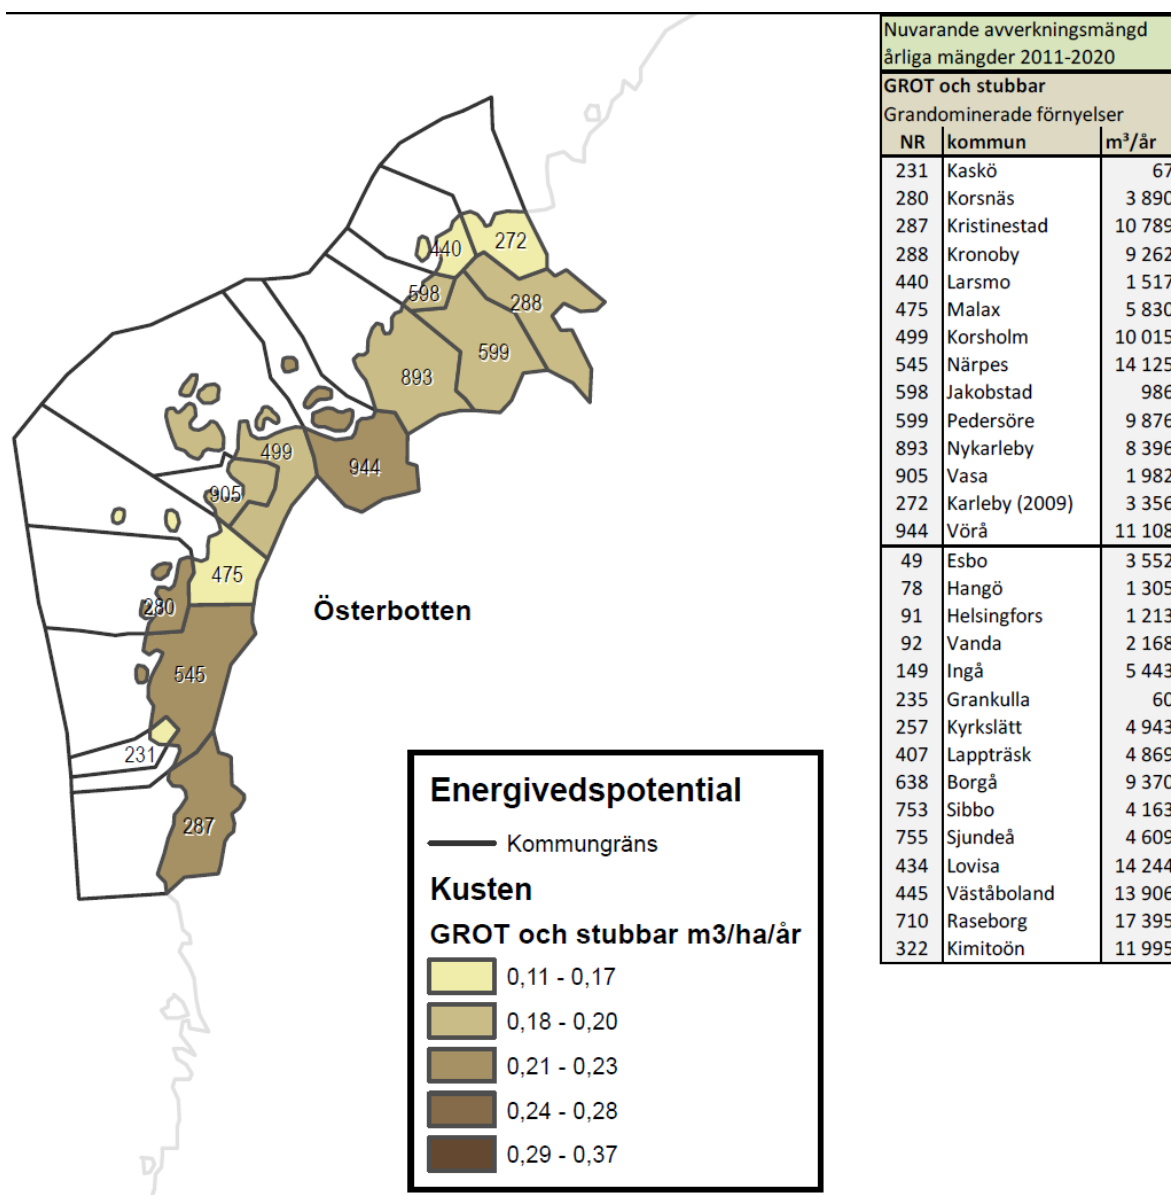 440
272
598
288
599
893
499
944
905
475
280
Österbotten
545
231
287
Energivedspotential
Kommungräns
Kusten
GROT och stubbar m3/ha/år
0,11 - 0,17
0,18 - 0,20
0,21 - 0,23
0,24 - 0,28
0,29 - 0,37
Nuvarande avverkningsmängd
årliga mängder 2011-2020
GROT och stubbar
Grandominerade förnyelser
NR kommun m³/år
231 Kaskö 67
280 Korsnäs 3 890
287 Kristinestad 10 789
288 Kronoby 9 262
440 Larsmo 1 517
475 Malax 5 830
499 Korsholm 10 015
545 Närpes 14 125
598 Jakobstad 986
599 Pedersöre 9 876
893 Nykarleby 8 396
905 Vasa 1 982
272 Karleby (2009) 3 356
944 Vörå 11 108
49 Esbo 3 552
78 Hangö 1 305
91 Helsingfors 1 213
92 Vanda 2 168
149 Ingå 5 443
235 Grankulla 60
257 Kyrkslätt 4 943
407 Lappträsk 4 869
638 Borgå 9 370
753 Sibbo 4 163
755 Sjundeå 4 609
434 Lovisa 14 244
445 Väståboland 13 906
710 Raseborg 17 395
322 Kimitoön 11 995